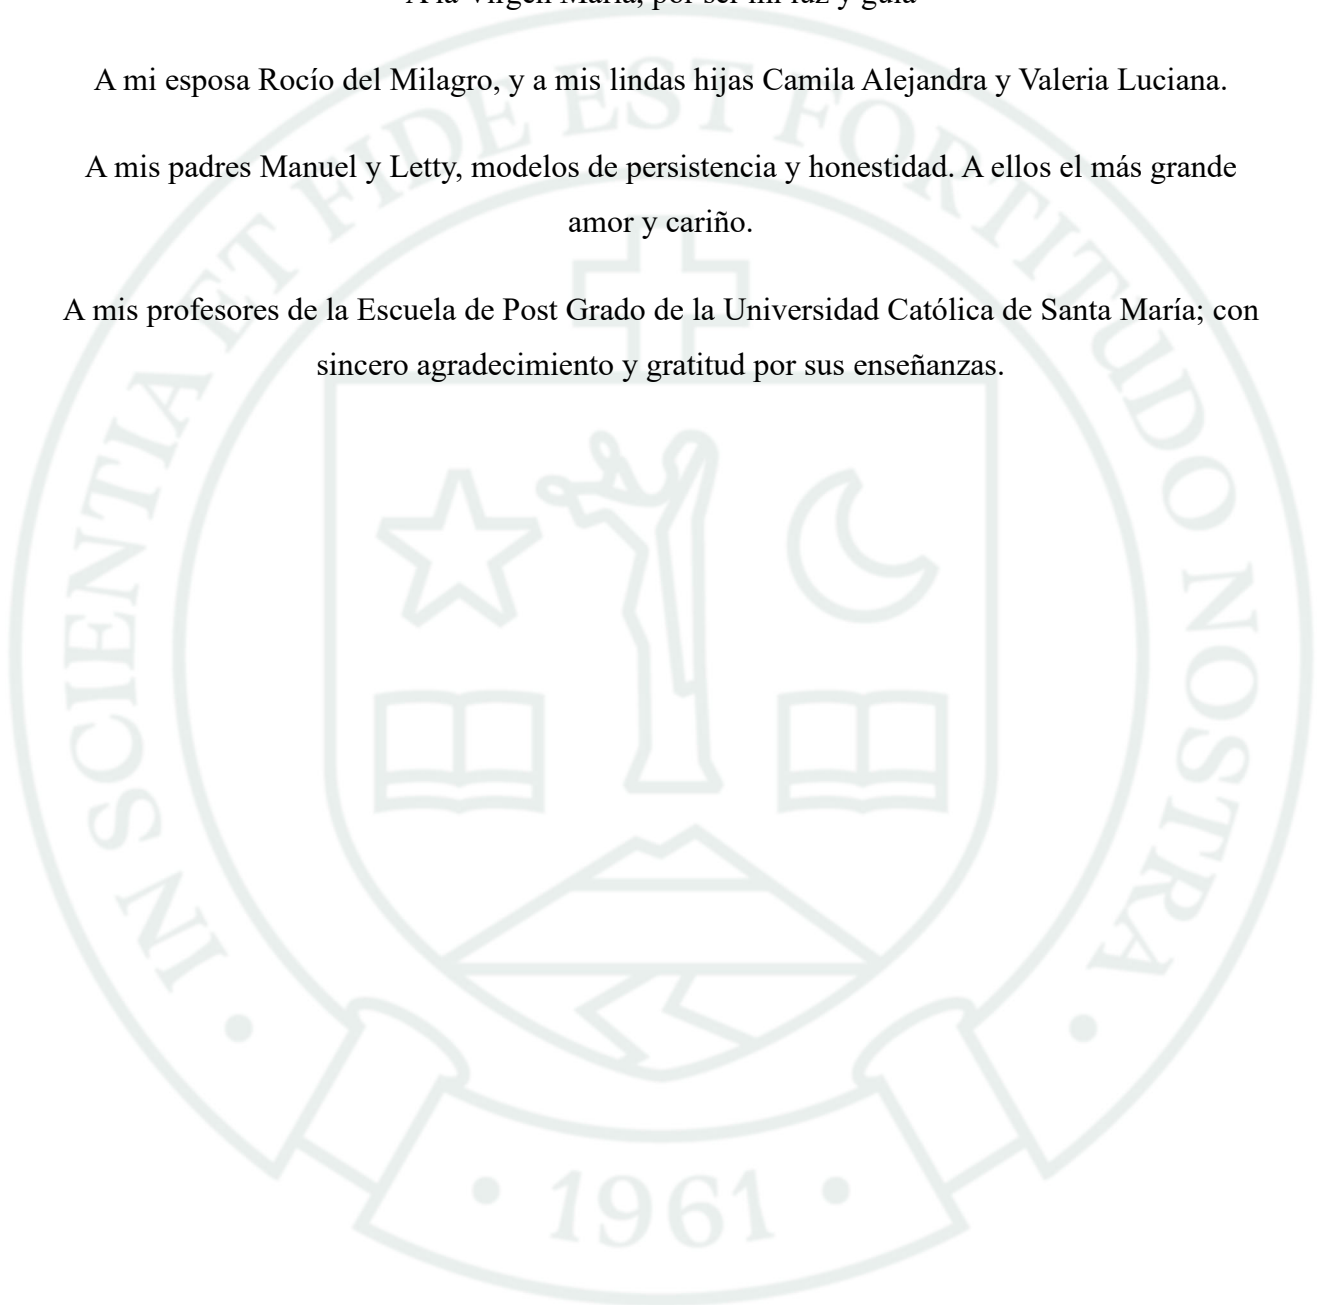 A la Virgen María, por ser mi luz y guía
A mi esposa Rocío del Milagro, y a mis lindas hijas Camila Alejandra y Valeria Luciana.
A mis padres Manuel y Letty, modelos de persistencia y honestidad. A ellos el más grande
amor y cariño.
A mis profesores de la Escuela de Post Grado de la Universidad Católica de Santa María; con
sincero agradecimiento y gratitud por sus enseñanzas.
IN SCIENTIA ET FIDE EST FORTITUDO NOSTRA
• 1961 •